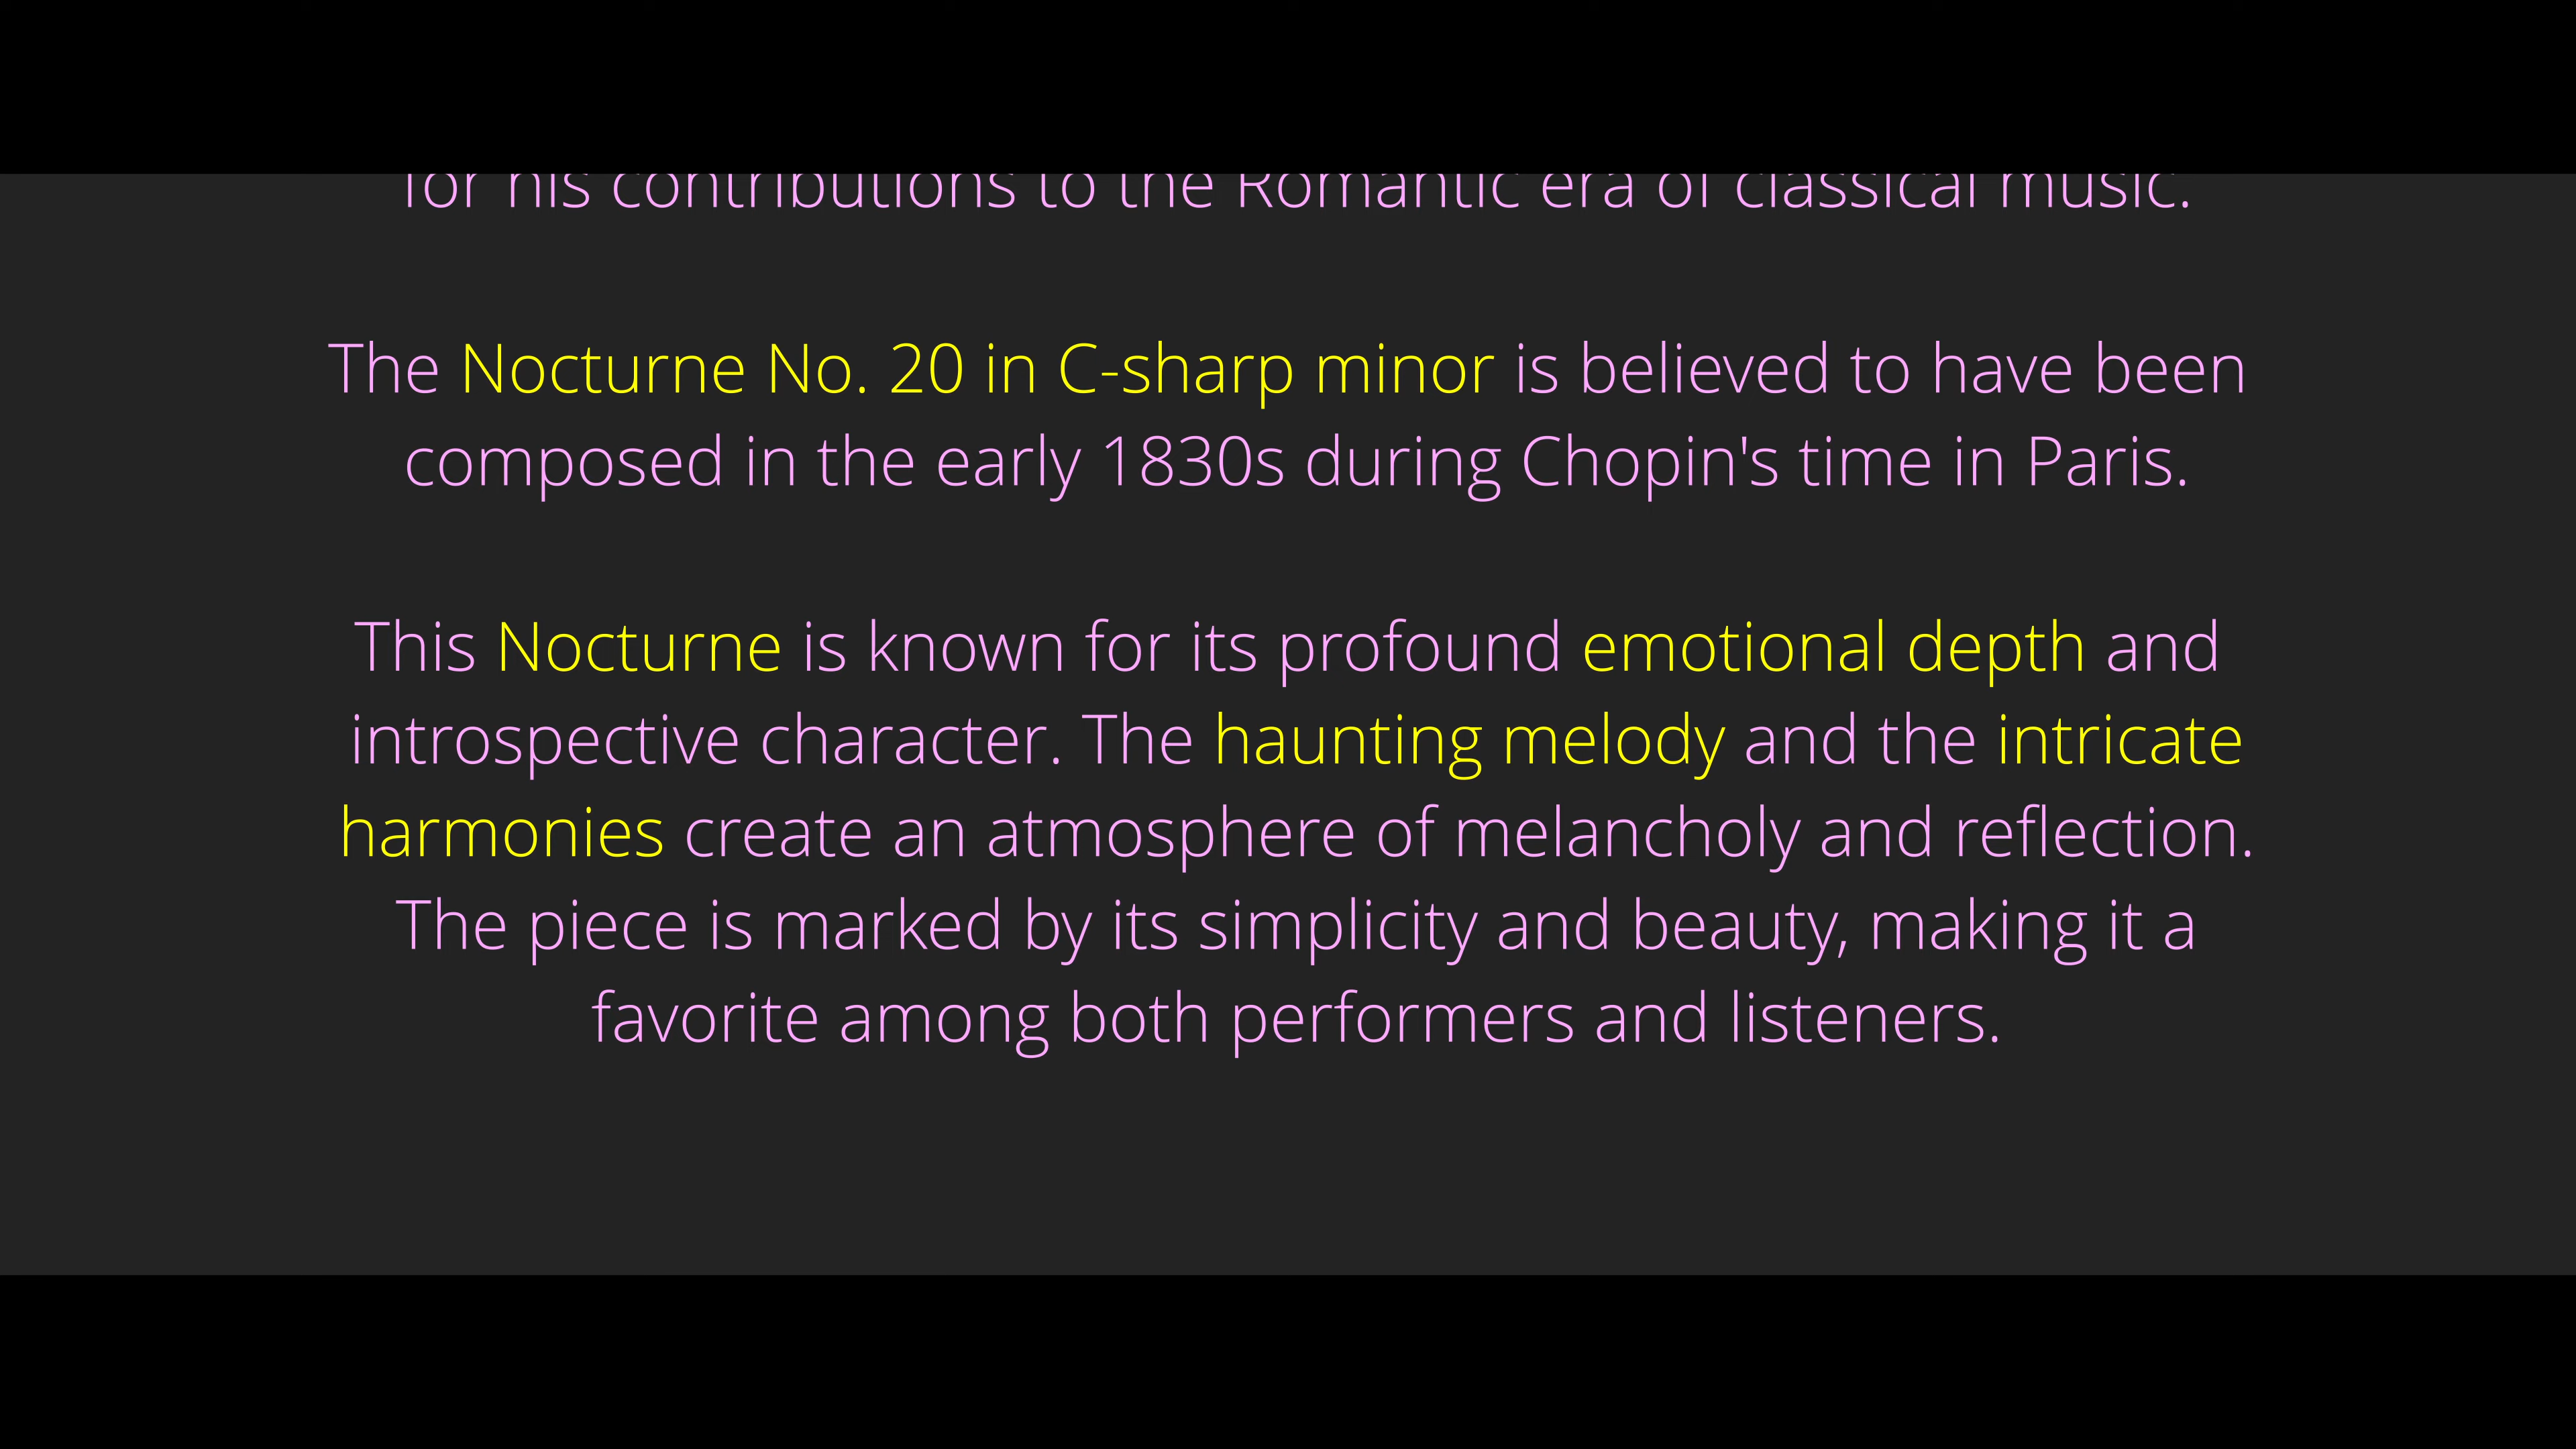 for his contributions to the Romantic era of classical music.
The Nocturne No. 20 in C-sharp minor is believed to have been
composed in the early 1830s during Chopin's time in Paris.
This Nocturne is known for its profound emotional depth and
introspective character. The haunting melody and the intricate
harmonies create an atmosphere of melancholy and reflection.
The piece is marked by its simplicity and beauty, making it a
favorite among both performers and listeners.